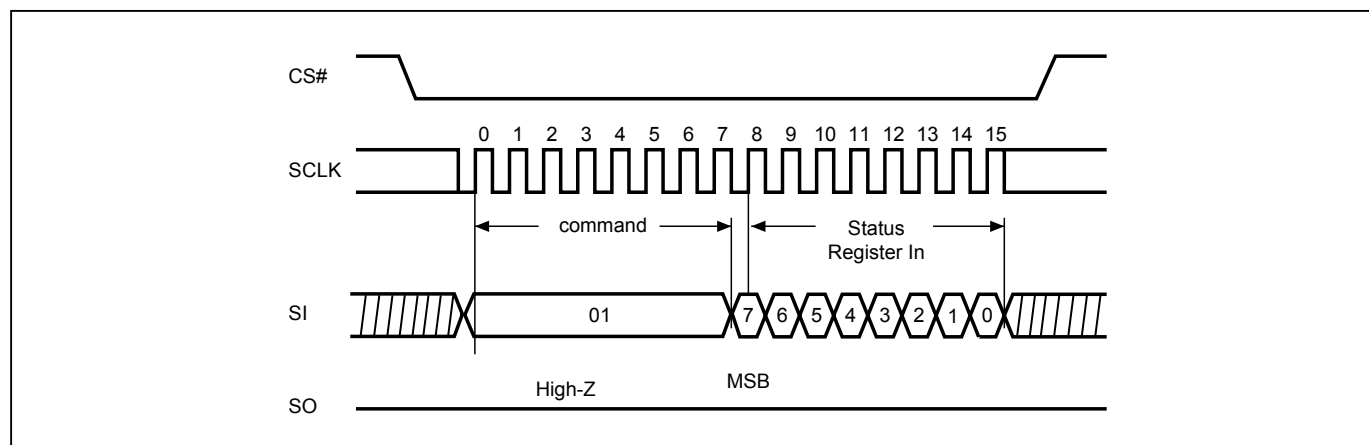 CS#
0 1 2 3 4 5 6 7 8 9 10 11 12 13 14 15
SCLK
command
Status
Register In
SI
01
7 6 5 4 3 2 1 0
High-Z
MSB
SO